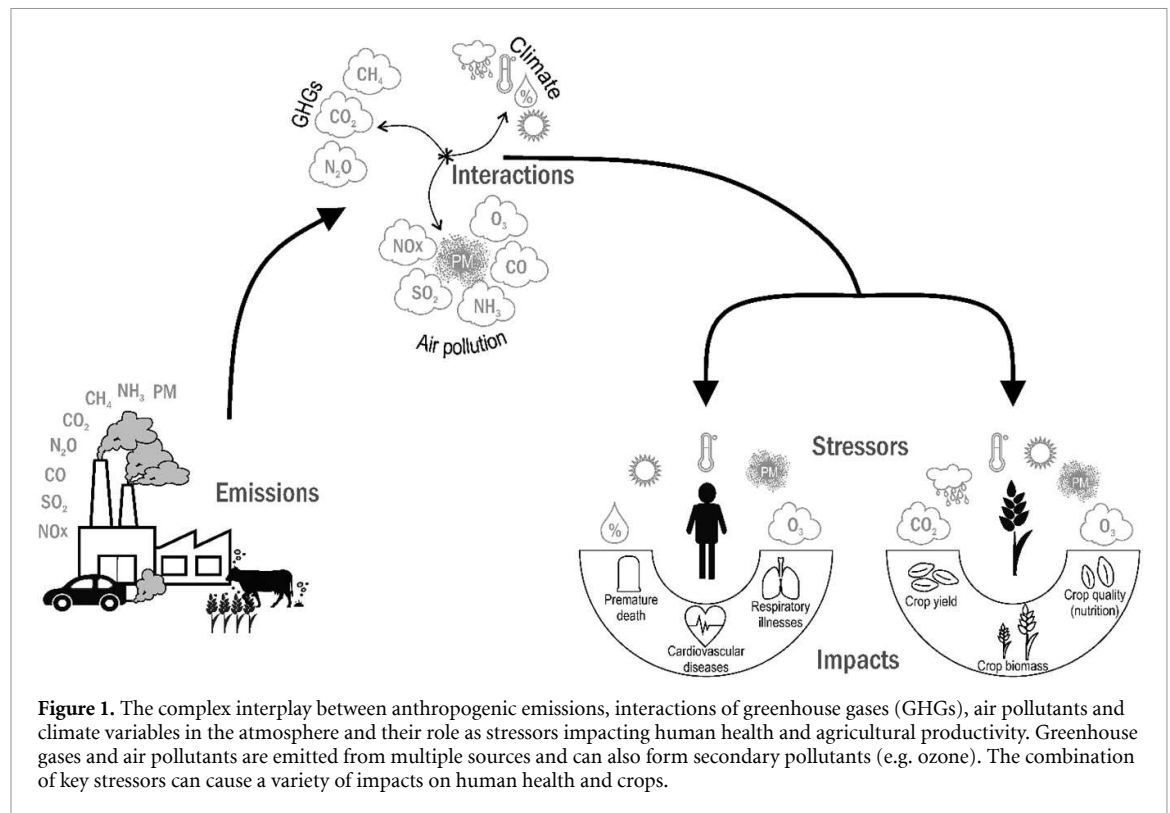 Climate
%
GHGs
CH₄
CO₂
N₂O
Interactions
O₃
NOx
PM
CO
SO₂
NH₃
Air pollution
CH₄ NH₃ PM
CO₂
N₂O
CO
SO₂
NOx
Emissions
Stressors
PM
%
O₃
PM
CO₂
O₃
Premature
death
Cardiovascular
diseases
Respiratory
illnesses
Impacts
Crop yield
Crop biomass
Crop quality
(nutrition)
Figure 1. The complex interplay between anthropogenic emissions, interactions of greenhouse gases (GHGs), air pollutants and
climate variables in the atmosphere and their role as stressors impacting human health and agricultural productivity. Greenhouse
gases and air pollutants are emitted from multiple sources and can also form secondary pollutants (e.g. ozone). The combination
of key stressors can cause a variety of impacts on human health and crops.